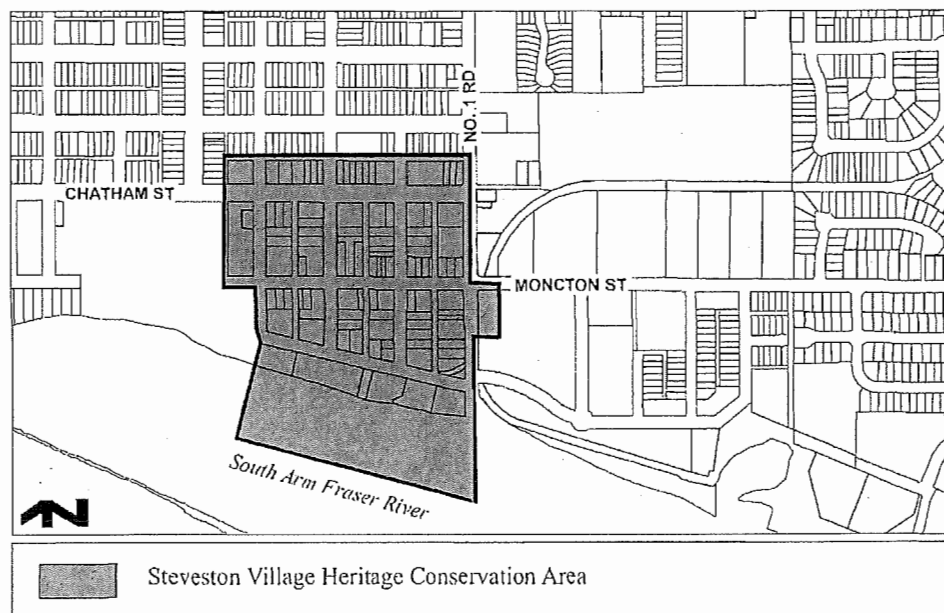 NO. 1 RD
CHATHAM ST
MONCTON ST
South Arm Fraser River
N
Steveston Village Heritage Conservation Area